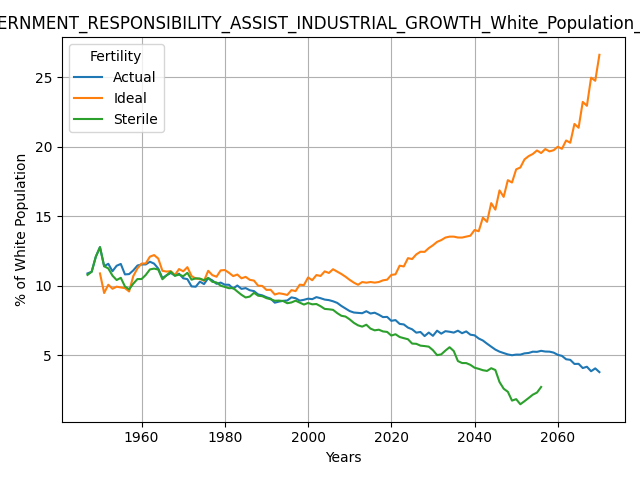 ERNMENT_RESPONSIBILITY_ASSIST_INDUSTRIAL_GROWTH_White_Population_
Fertility
Actual
Ideal
Sterile
25
20
15
10
5
% of White Population
1960
1980
2000
2020
2040
2060
Years